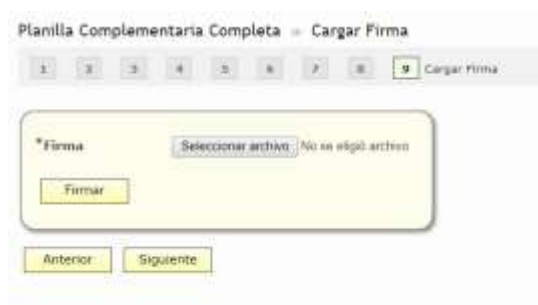 Planilla Complementaria Completa » Cargar Firma
1 2 3 4 5 6 7 8 9 Cargar Firma
*Firma Seleccionar archivo No se eligió archivo
Firmar
Anterior Siguiente